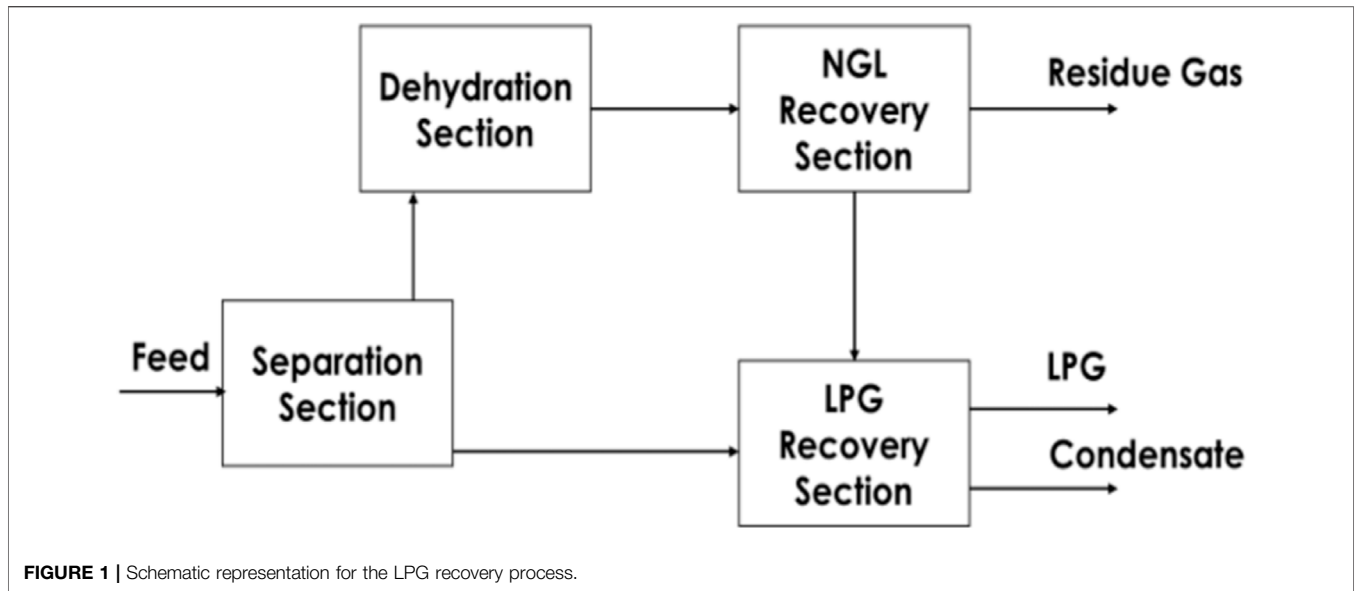 Dehydration
Section
NGL
Recovery
Section
Residue Gas
Feed
Separation
Section
LPG
Recovery
Section
LPG
Condensate
FIGURE 1 | Schematic representation for the LPG recovery process.